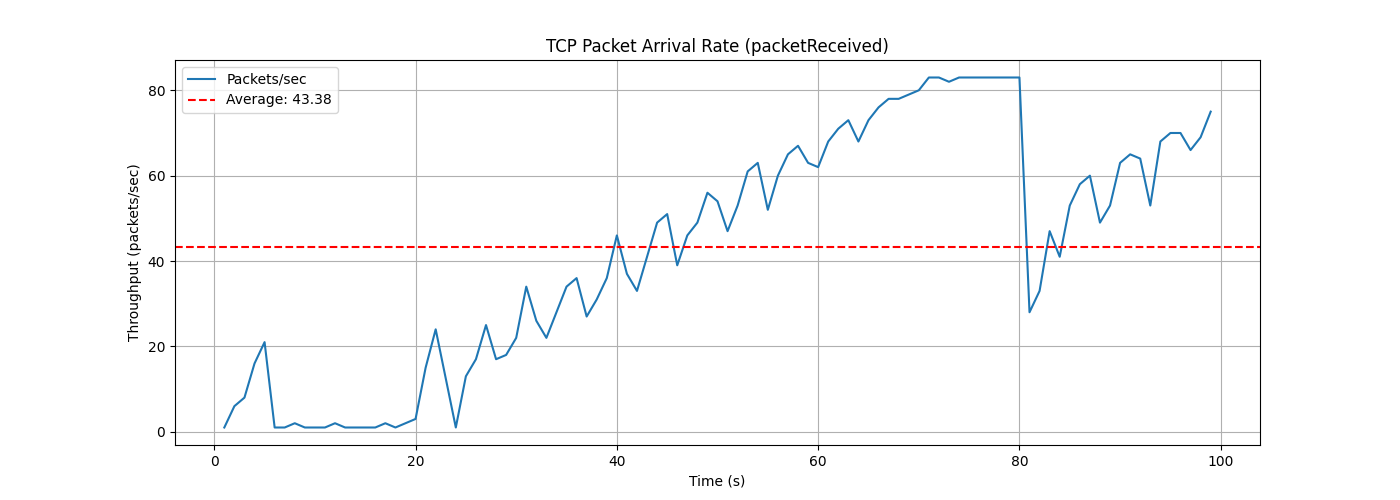 TCP Packet Arrival Rate (packetReceived)
Packets/sec
Average: 43.38
Throughput (packets/sec)
80
60
40
20
0
0 20 40 60 80 100
Time (s)